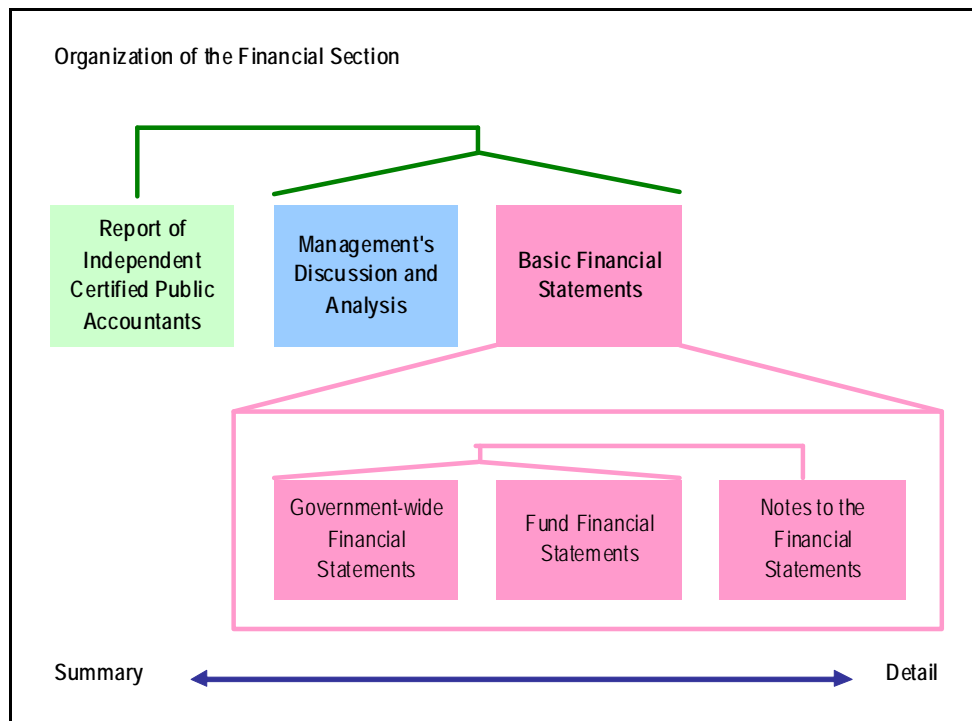 Organization of the Financial Section
Report of
Independent
Certified Public
Accountants
Management's
Discussion and
Analysis
Basic Financial
Statements
Government-wide
Financial
Statements
Fund Financial
Statements
Notes to the
Financial
Statements
Summary
Detail